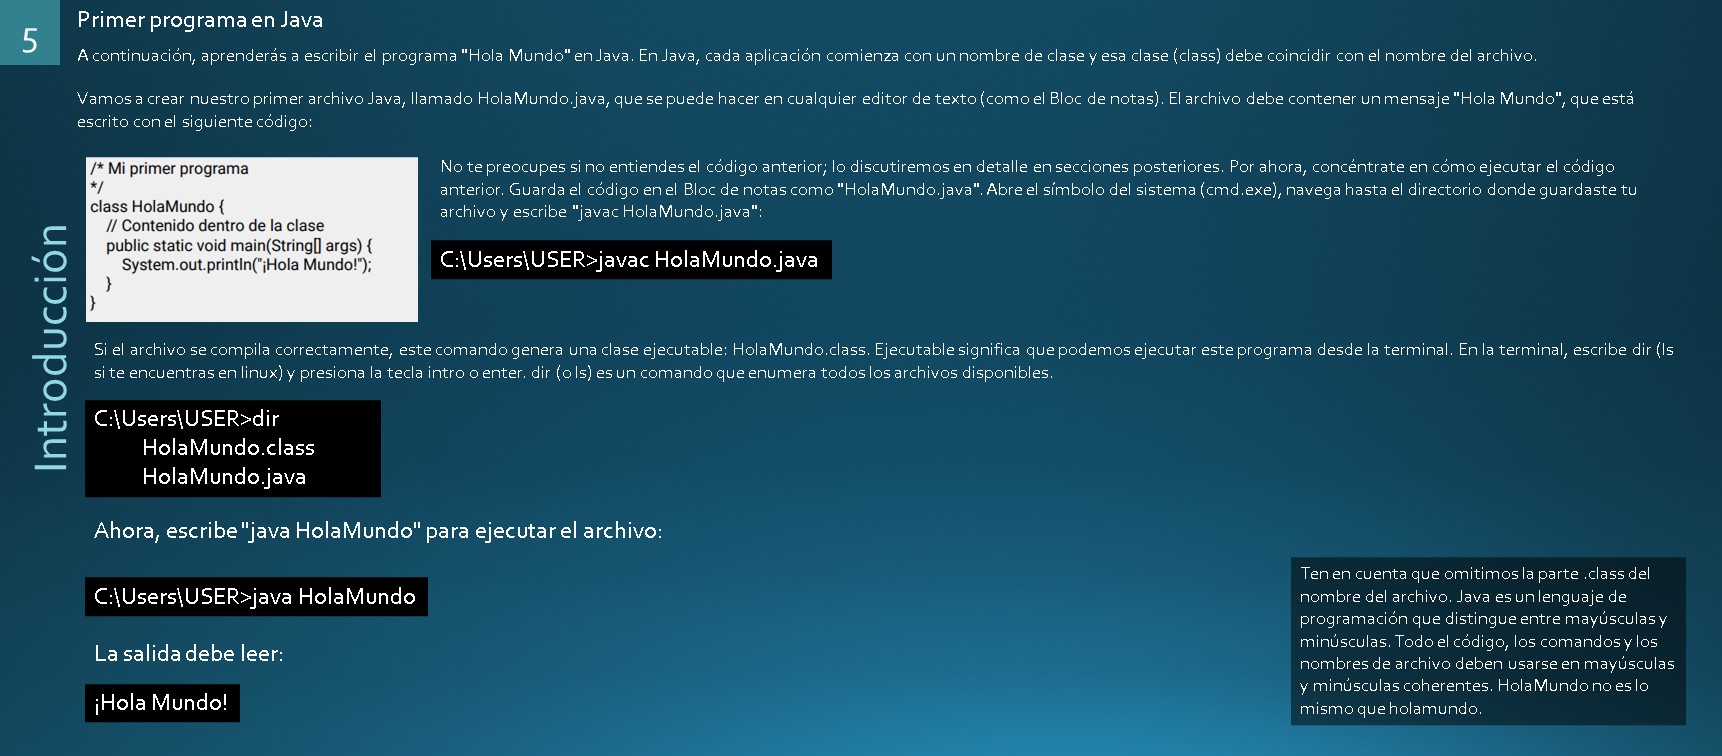 5
Primer programa en Java
A continuación, aprenderás a escribir el programa "Hola Mundo" en Java. En Java, cada aplicación comienza con un nombre de clase y esa clase (class) debe coincidir con el nombre del archivo.
Vamos a crear nuestro primer archivo Java, llamado HolaMundo.java, que se puede hacer en cualquier editor de texto (como el Bloc de notas). El archivo debe contener un mensaje "Hola Mundo", que está
escrito con el siguiente código:
/* Mi primer programa
*/
class HolaMundo {
// Contenido dentro de la clase
public static void main(String[] args) {
System.out.println("¡Hola Mundo!");
}
}
No te preocupes si no entiendes el código anterior; lo discutiremos en detalle en secciones posteriores. Por ahora, concéntrate en cómo ejecutar el código
anterior. Guarda el código en el Bloc de notas como "HolaMundo.java". Abre el símbolo del sistema (cmd.exe), navega hasta el directorio donde guardaste tu
archivo y escribe "javac HolaMundo.java":
C:\Users\USER>javac HolaMundo.java
Introducción
Si el archivo se compila correctamente, este comando genera una clase ejecutable: HolaMundo.class. Ejecutable significa que podemos ejecutar este programa desde la terminal. En la terminal, escribe dir (ls
si te encuentras en linux) y presiona la tecla intro o enter. dir (o ls) es un comando que enumera todos los archivos disponibles.
C:\Users\USER>dir
HolaMundo.class
HolaMundo.java
Ahora, escribe "java HolaMundo" para ejecutar el archivo:
C:\Users\USER>java HolaMundo
La salida debe leer:
¡Hola Mundo!
Ten en cuenta que omitimos la parte .class del
nombre del archivo. Java es un lenguaje de
programación que distingue entre mayúsculas y
minúsculas. Todo el código, los comandos y los
nombres de archivo deben usarse en mayúsculas
y minúsculas coherentes. HolaMundo no es lo
mismo que holamundo.